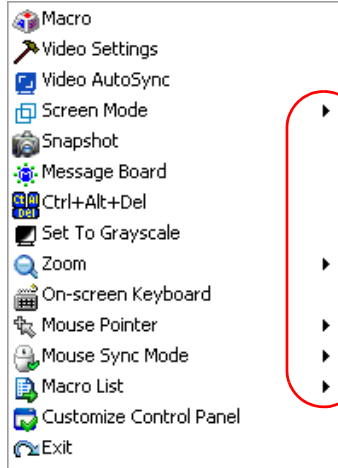 Macro
Video Settings
Video AutoSync
Screen Mode
Snapshot
Message Board
Ctrl+Alt+Del
Set To Grayscale
Zoom
On-screen Keyboard
Mouse Pointer
Mouse Sync Mode
Macro List
Customize Control Panel
Exit